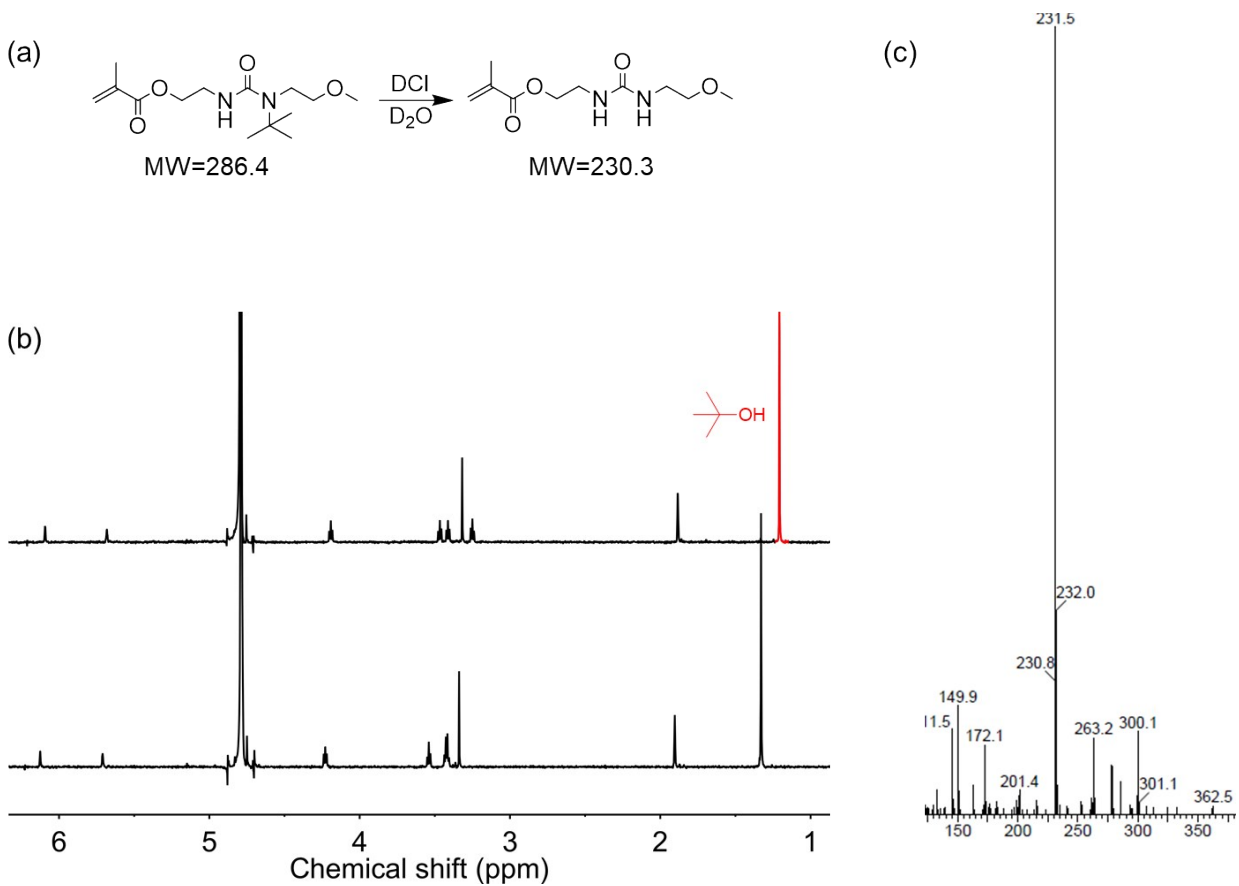 (a)
O
O
O
N
H
N
O
DCl
D2O
O
O
O
N
H
N
H
O
MW=286.4
MW=230.3
(b)
OH
6
5
4
3
2
1
Chemical shift (ppm)
(c)
231.5
232.0
230.8
149.9
11.5
172.1
263.2
300.1
201.4
301.1
362.5
150
200
250
300
350